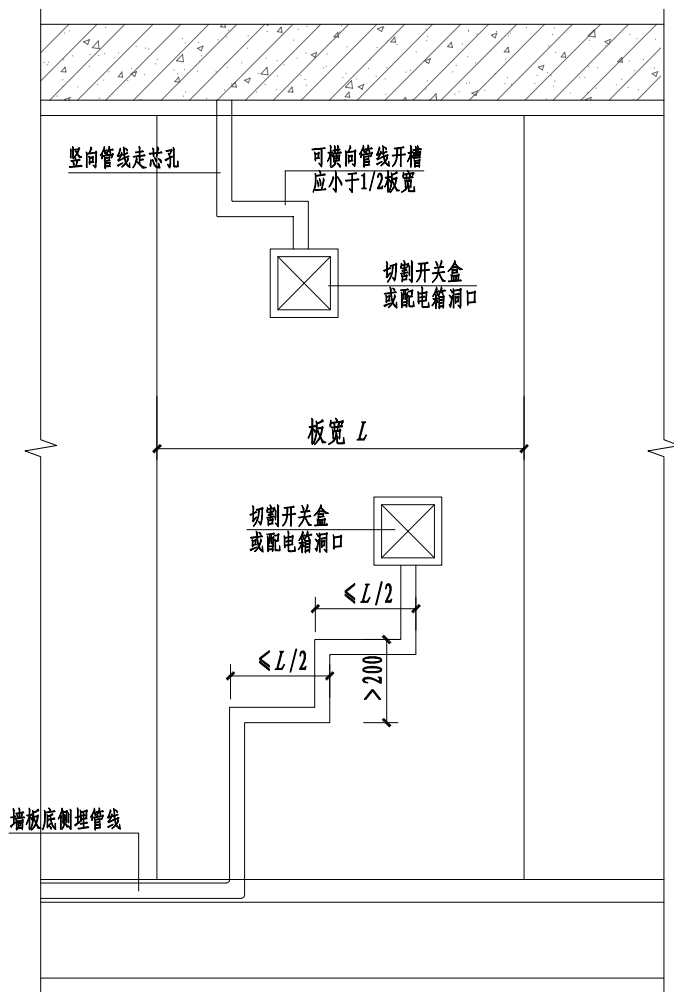 竖向管线走芯孔
可横向管线开槽
应小于1/2板宽
切割开关盒
或配电箱洞口
板宽 L
切割开关盒
或配电箱洞口
≤L/2
≤L/2
>200
墙板底侧埋管线